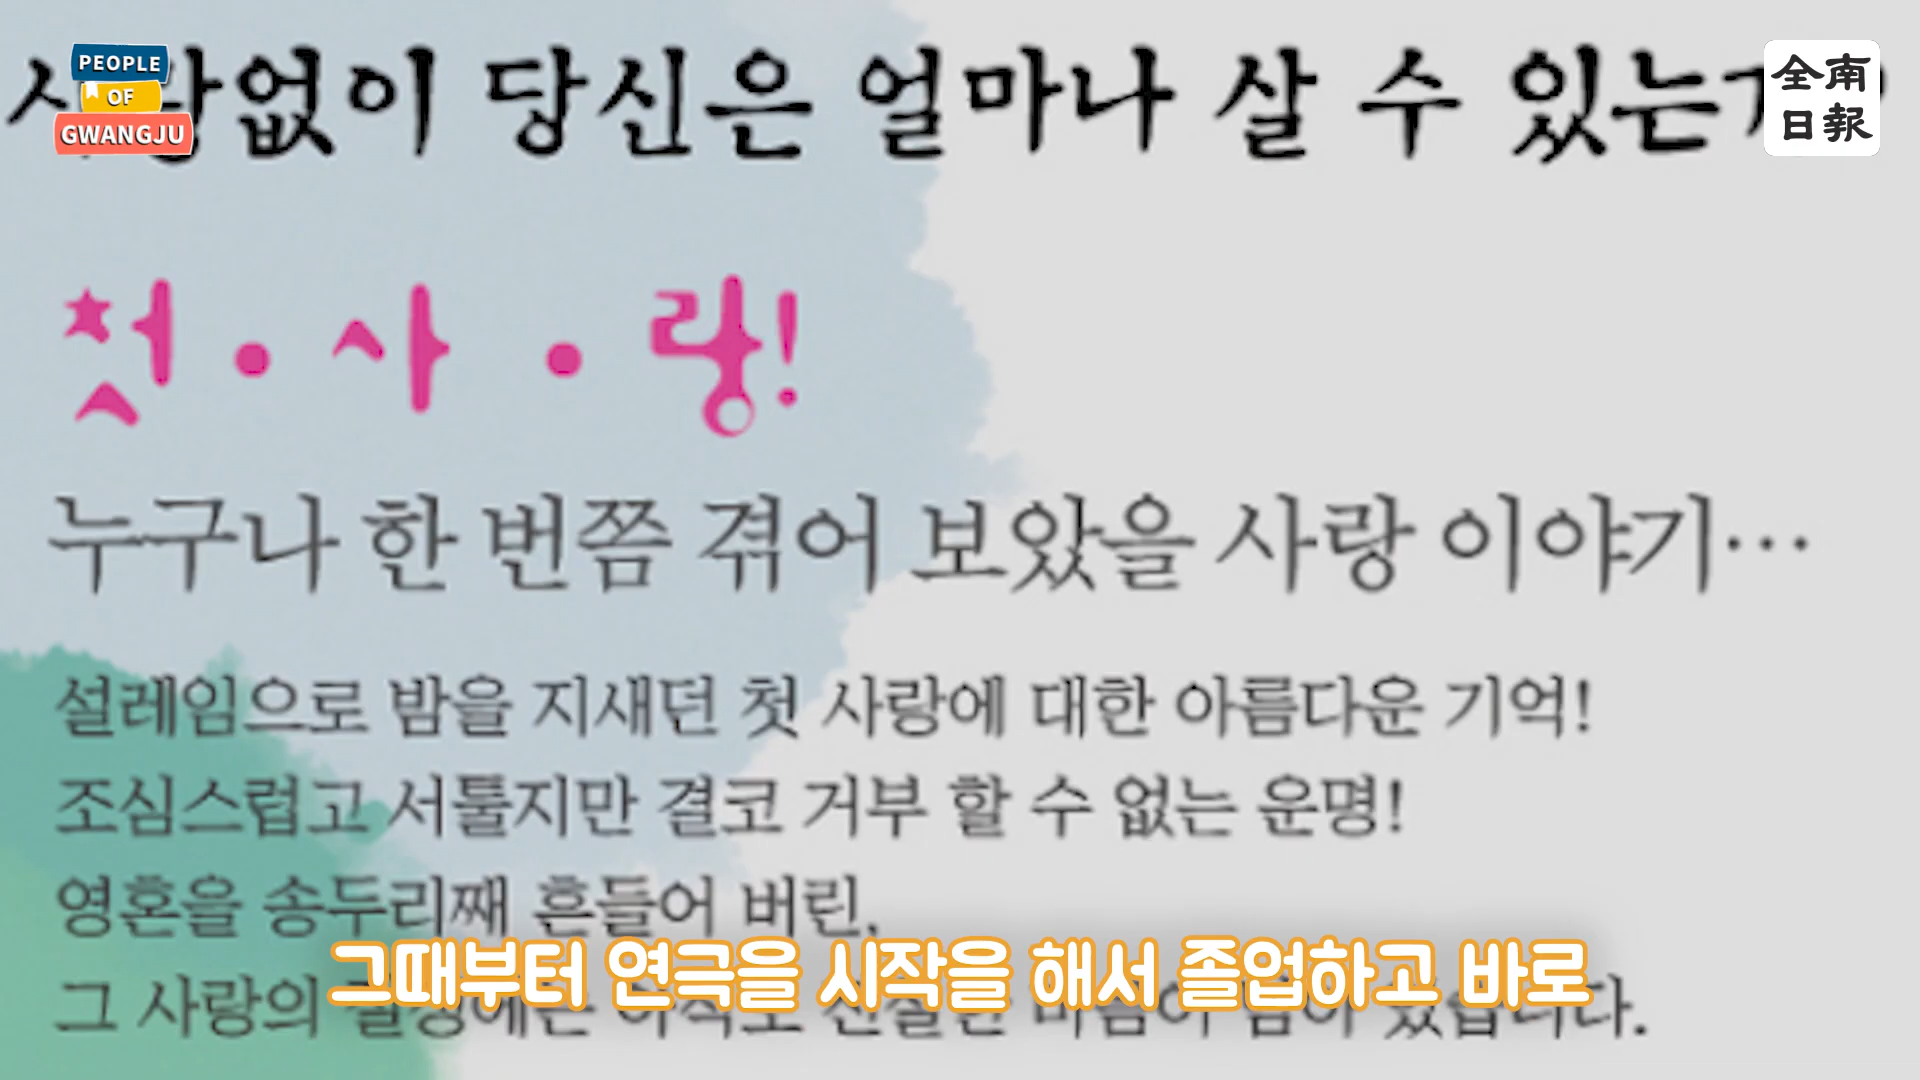 PEOPLE
OF
GWANGJU
全南
日報
당신은 얼마나 살 수
첫·사·랑!
누구나 한 번쯤 겪어 보았을 사랑 이야기…
설레임으로 밤을 지새던 첫 사랑에 대한 아름다운 기억!
조심스럽고 서툴지만 결코 거부 할 수 없는 운명!
영혼을 송두리째 흔들어 버린,
그 사랑의
그때부터 연극을 시작을 해서 졸업하고 바로